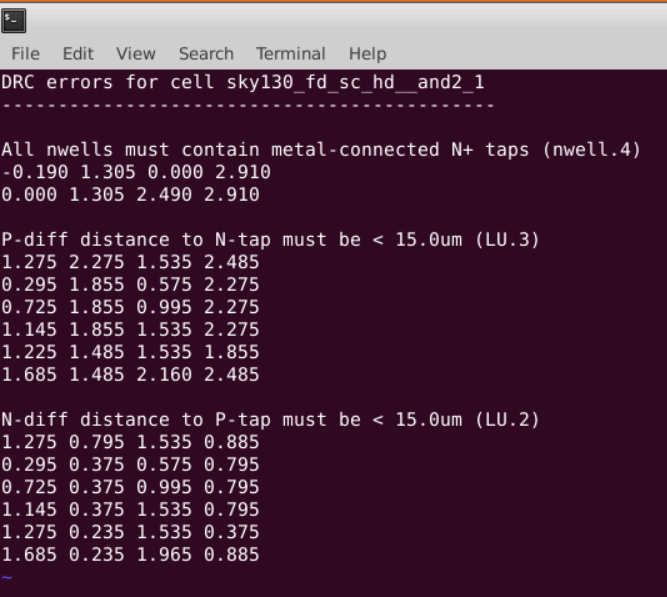 File Edit View Search Terminal Help
DRC errors for cell sky130_fd_sc_hd__and2_1
--------------------------------------------
All nwells must contain metal-connected N+ taps (nwell.4)
-0.190 1.305 0.000 2.910
0.000 1.305 2.490 2.910
P-diff distance to N-tap must be < 15.0um (LU.3)
1.275 2.275 1.535 2.485
0.295 1.855 0.575 2.275
0.725 1.855 0.995 2.275
1.145 1.855 1.535 2.275
1.225 1.485 1.535 1.855
1.685 1.485 2.160 2.485
N-diff distance to P-tap must be < 15.0um (LU.2)
1.275 0.795 1.535 0.885
0.295 0.375 0.575 0.795
0.725 0.375 0.995 0.795
1.145 0.375 1.535 0.795
1.275 0.235 1.535 0.375
1.685 0.235 1.965 0.885
~